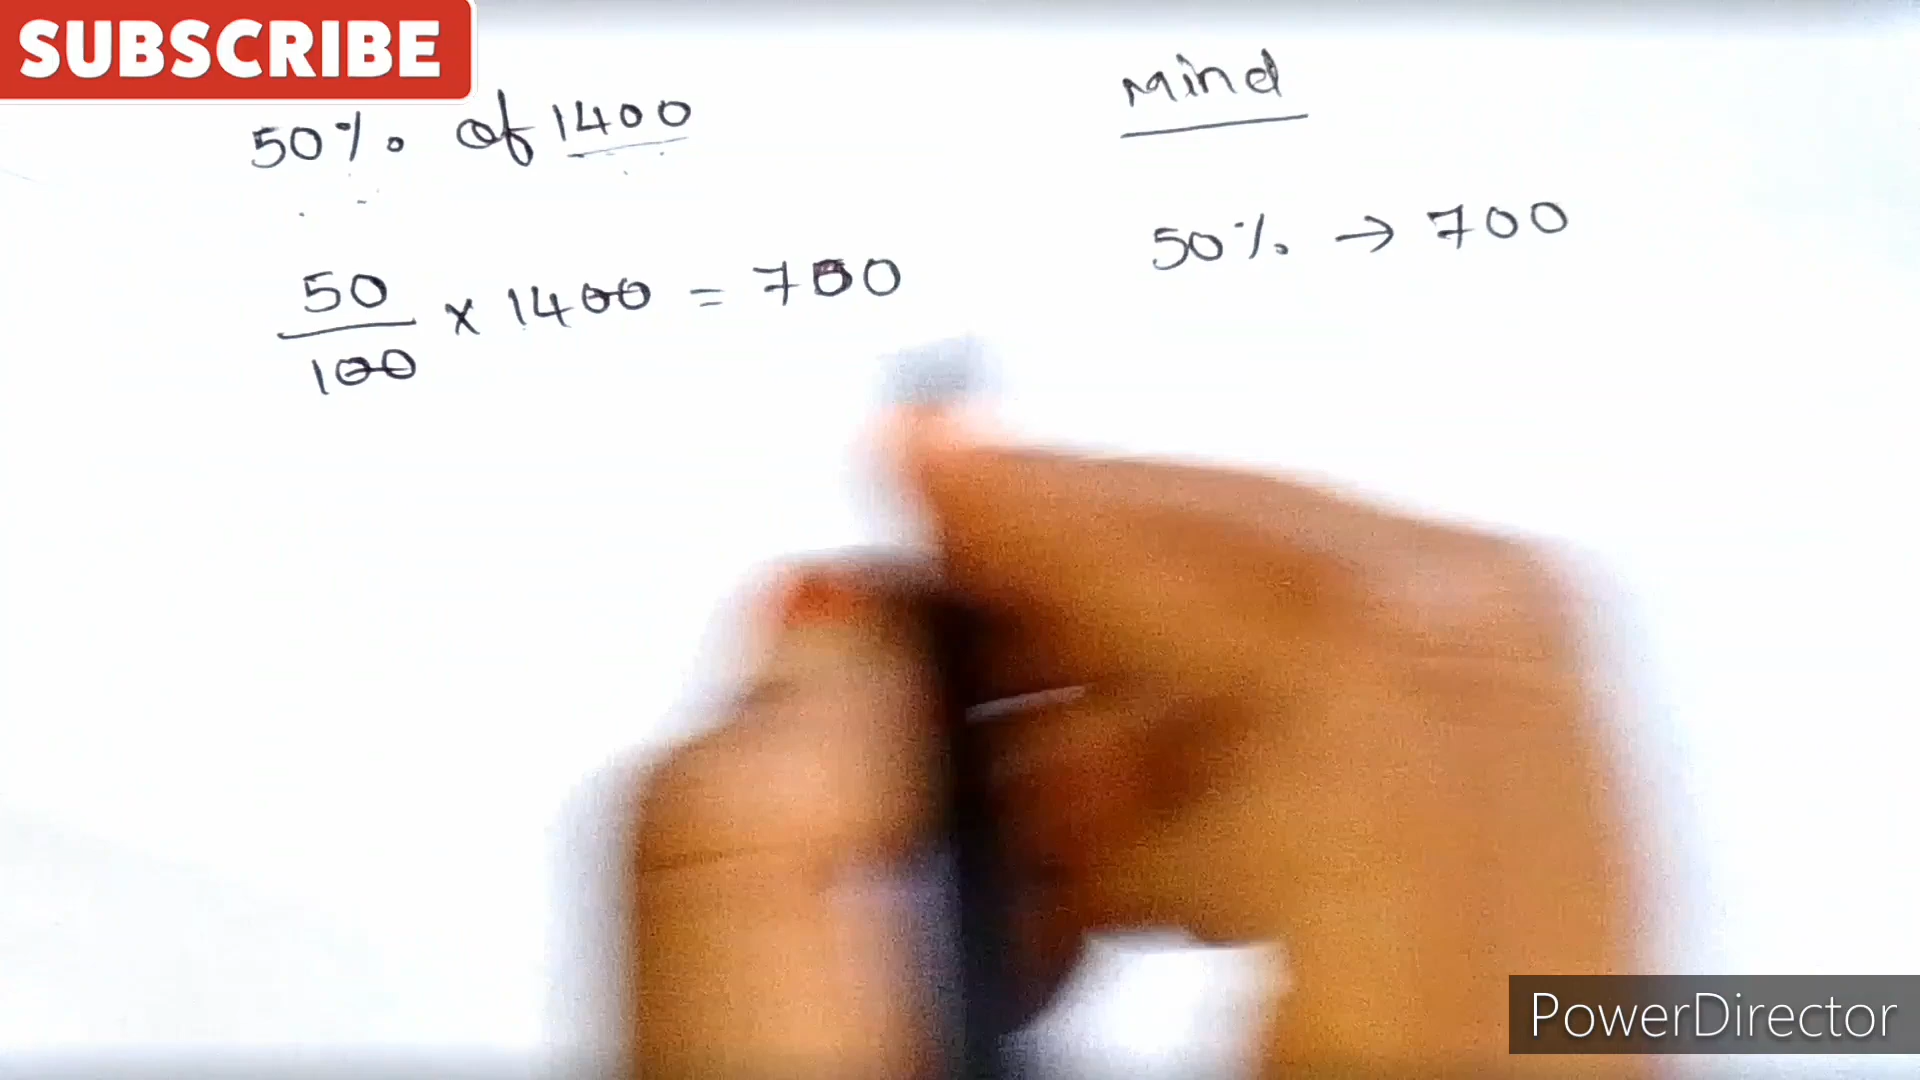 SUBSCRIBE
50% of 1400
50/100 × 1400 = 700
Mind
50% → 700
PowerDirector